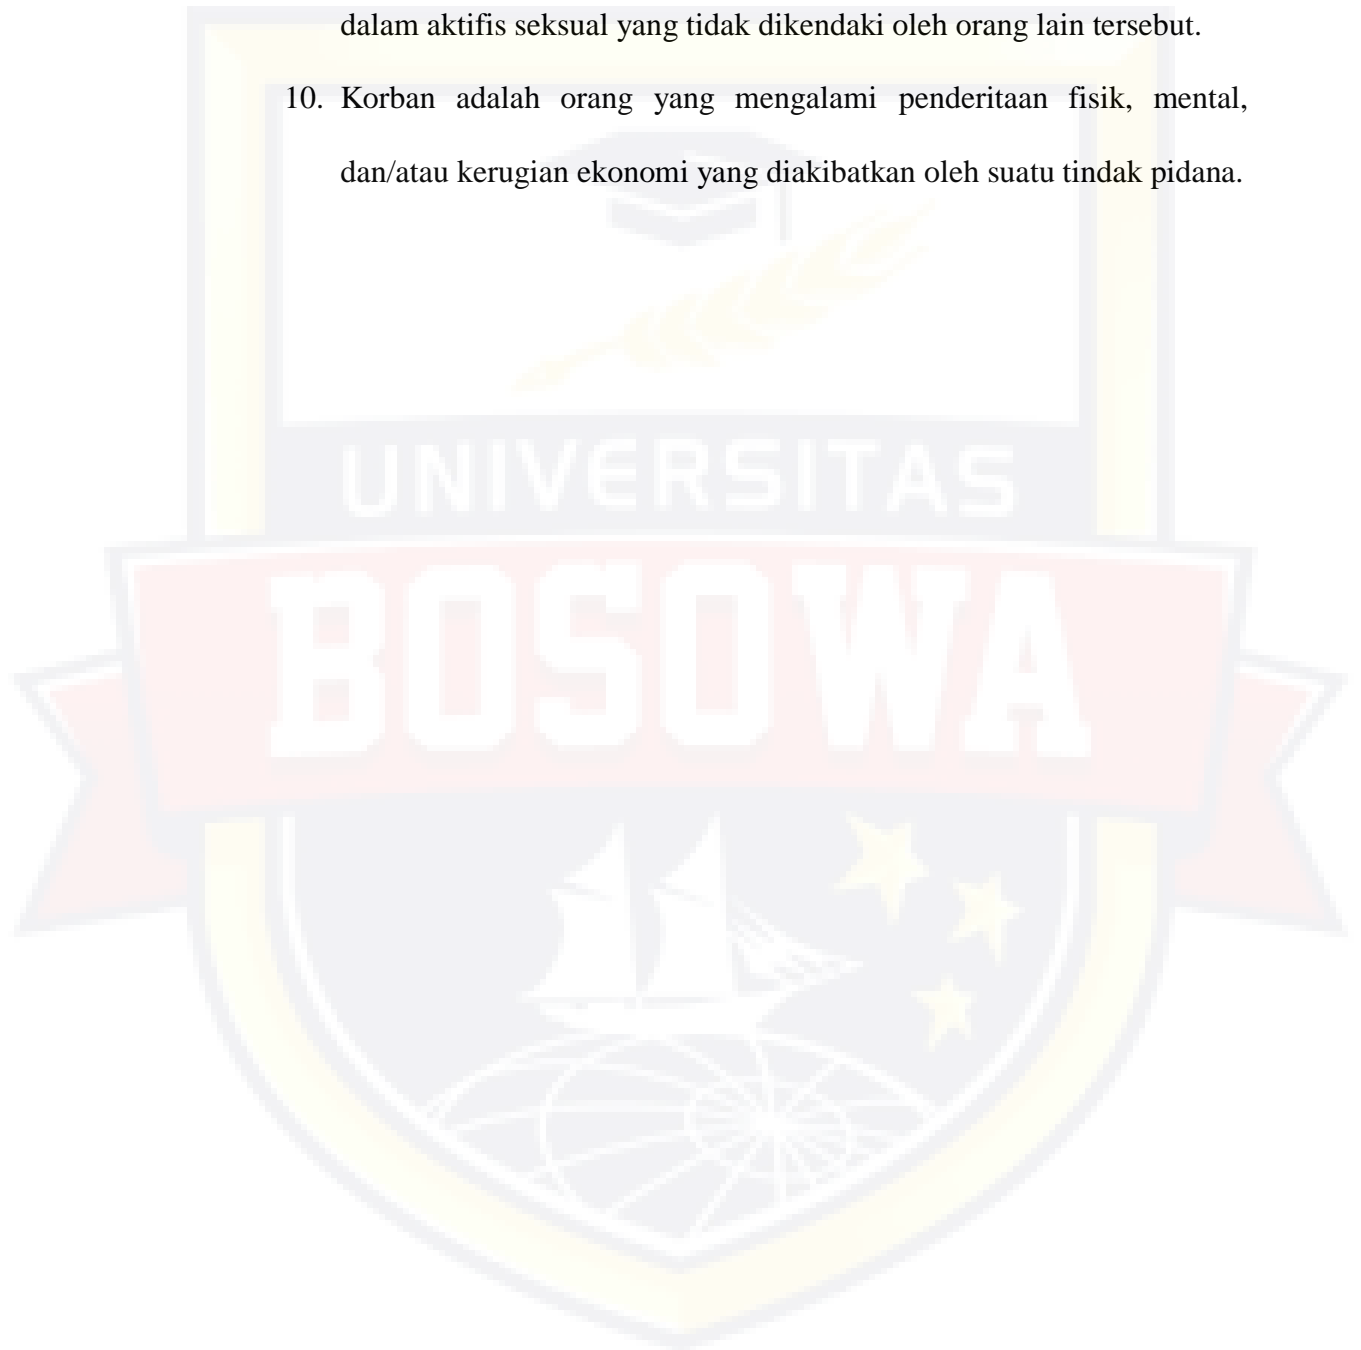 dalam aktifis seksual yang tidak dikendaki oleh orang lain tersebut.
10. Korban adalah orang yang mengalami penderitaan fisik, mental,
dan/atau kerugian ekonomi yang diakibatkan oleh suatu tindak pidana.
UNIVERSITAS
BOSOWA